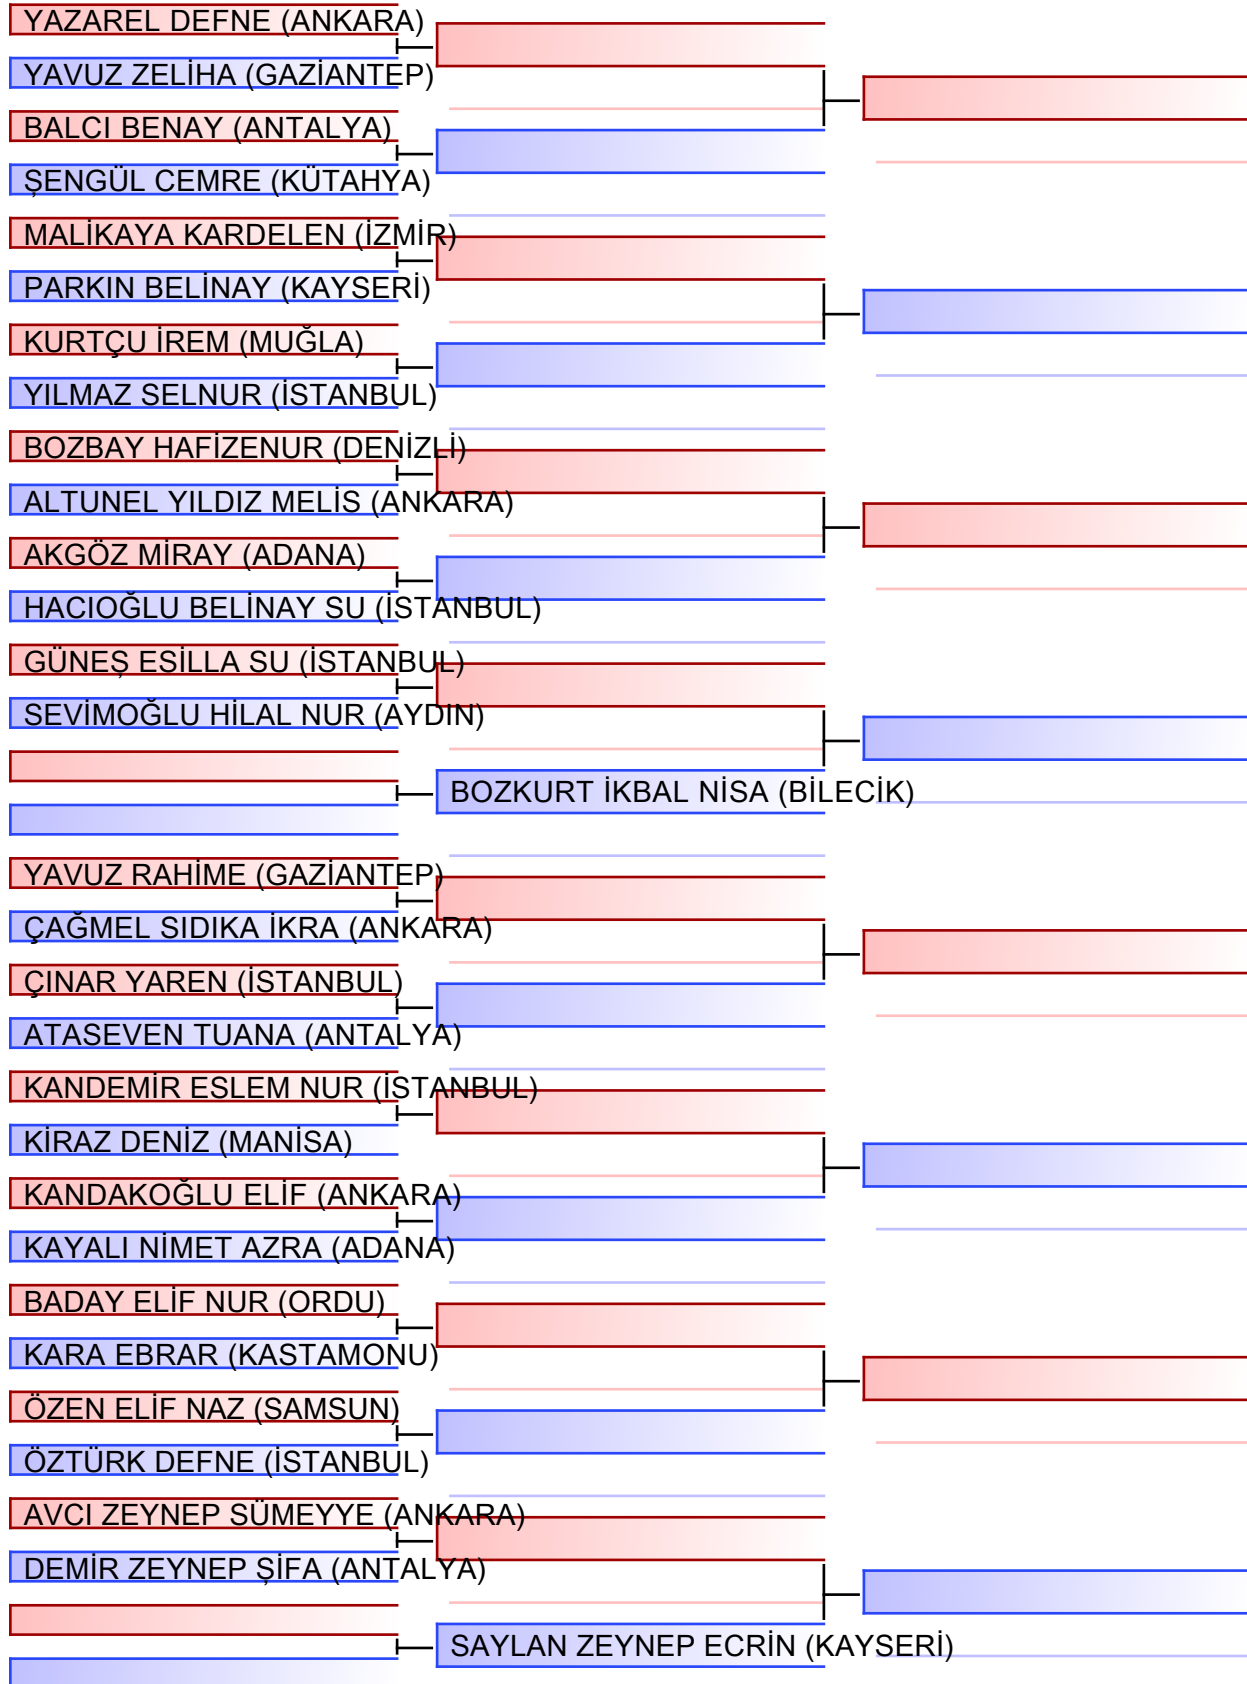 YAZAREL DEFNE (ANKARA)
YAVUZ ZELİHA (GAZİANTEP)
BALCI BENAY (ANTALYA)
ŞENGÜL CEMRE (KÜTAHYA)
MALİKAYA KARDELEN (İZMİR)
PARKIN BELİNAY (KAYSERİ)
KURTÇU İREM (MUĞLA)
YILMAZ SELNUR (İSTANBUL)
BOZBAY HAFİZENUR (DENİZLİ)
ALTUNEL YILDIZ MELİS (ANKARA)
AKGÖZ MİRAY (ADANA)
HACIOĞLU BELİNAY SU (İSTANBUL)
GÜNEŞ ESİLLA SU (İSTANBUL)
SEVİMOĞLU HİLAL NUR (AYDIN)
BOZKURT İKBAL NİSA (BİLECİK)
YAVUZ RAHİME (GAZİANTEP)
ÇAĞMEL SIDIKA İKRA (ANKARA)
ÇINAR YAREN (İSTANBUL)
ATASEVEN TUANA (ANTALYA)
KANDEMİR ESLEM NUR (İSTANBUL)
KİRAZ DENİZ (MANİSA)
KANDAKOĞLU ELİF (ANKARA)
KAYALI NİMET AZRA (ADANA)
BADAY ELİF NUR (ORDU)
KARA EBRAR (KASTAMONU)
ÖZEN ELİF NAZ (SAMSUN)
ÖZTÜRK DEFNE (İSTANBUL)
AVCI ZEYNEP SÜMEYYE (ANKARA)
DEMİR ZEYNEP ŞİFA (ANTALYA)
SAYLAN ZEYNEP ECRİN (KAYSERİ)